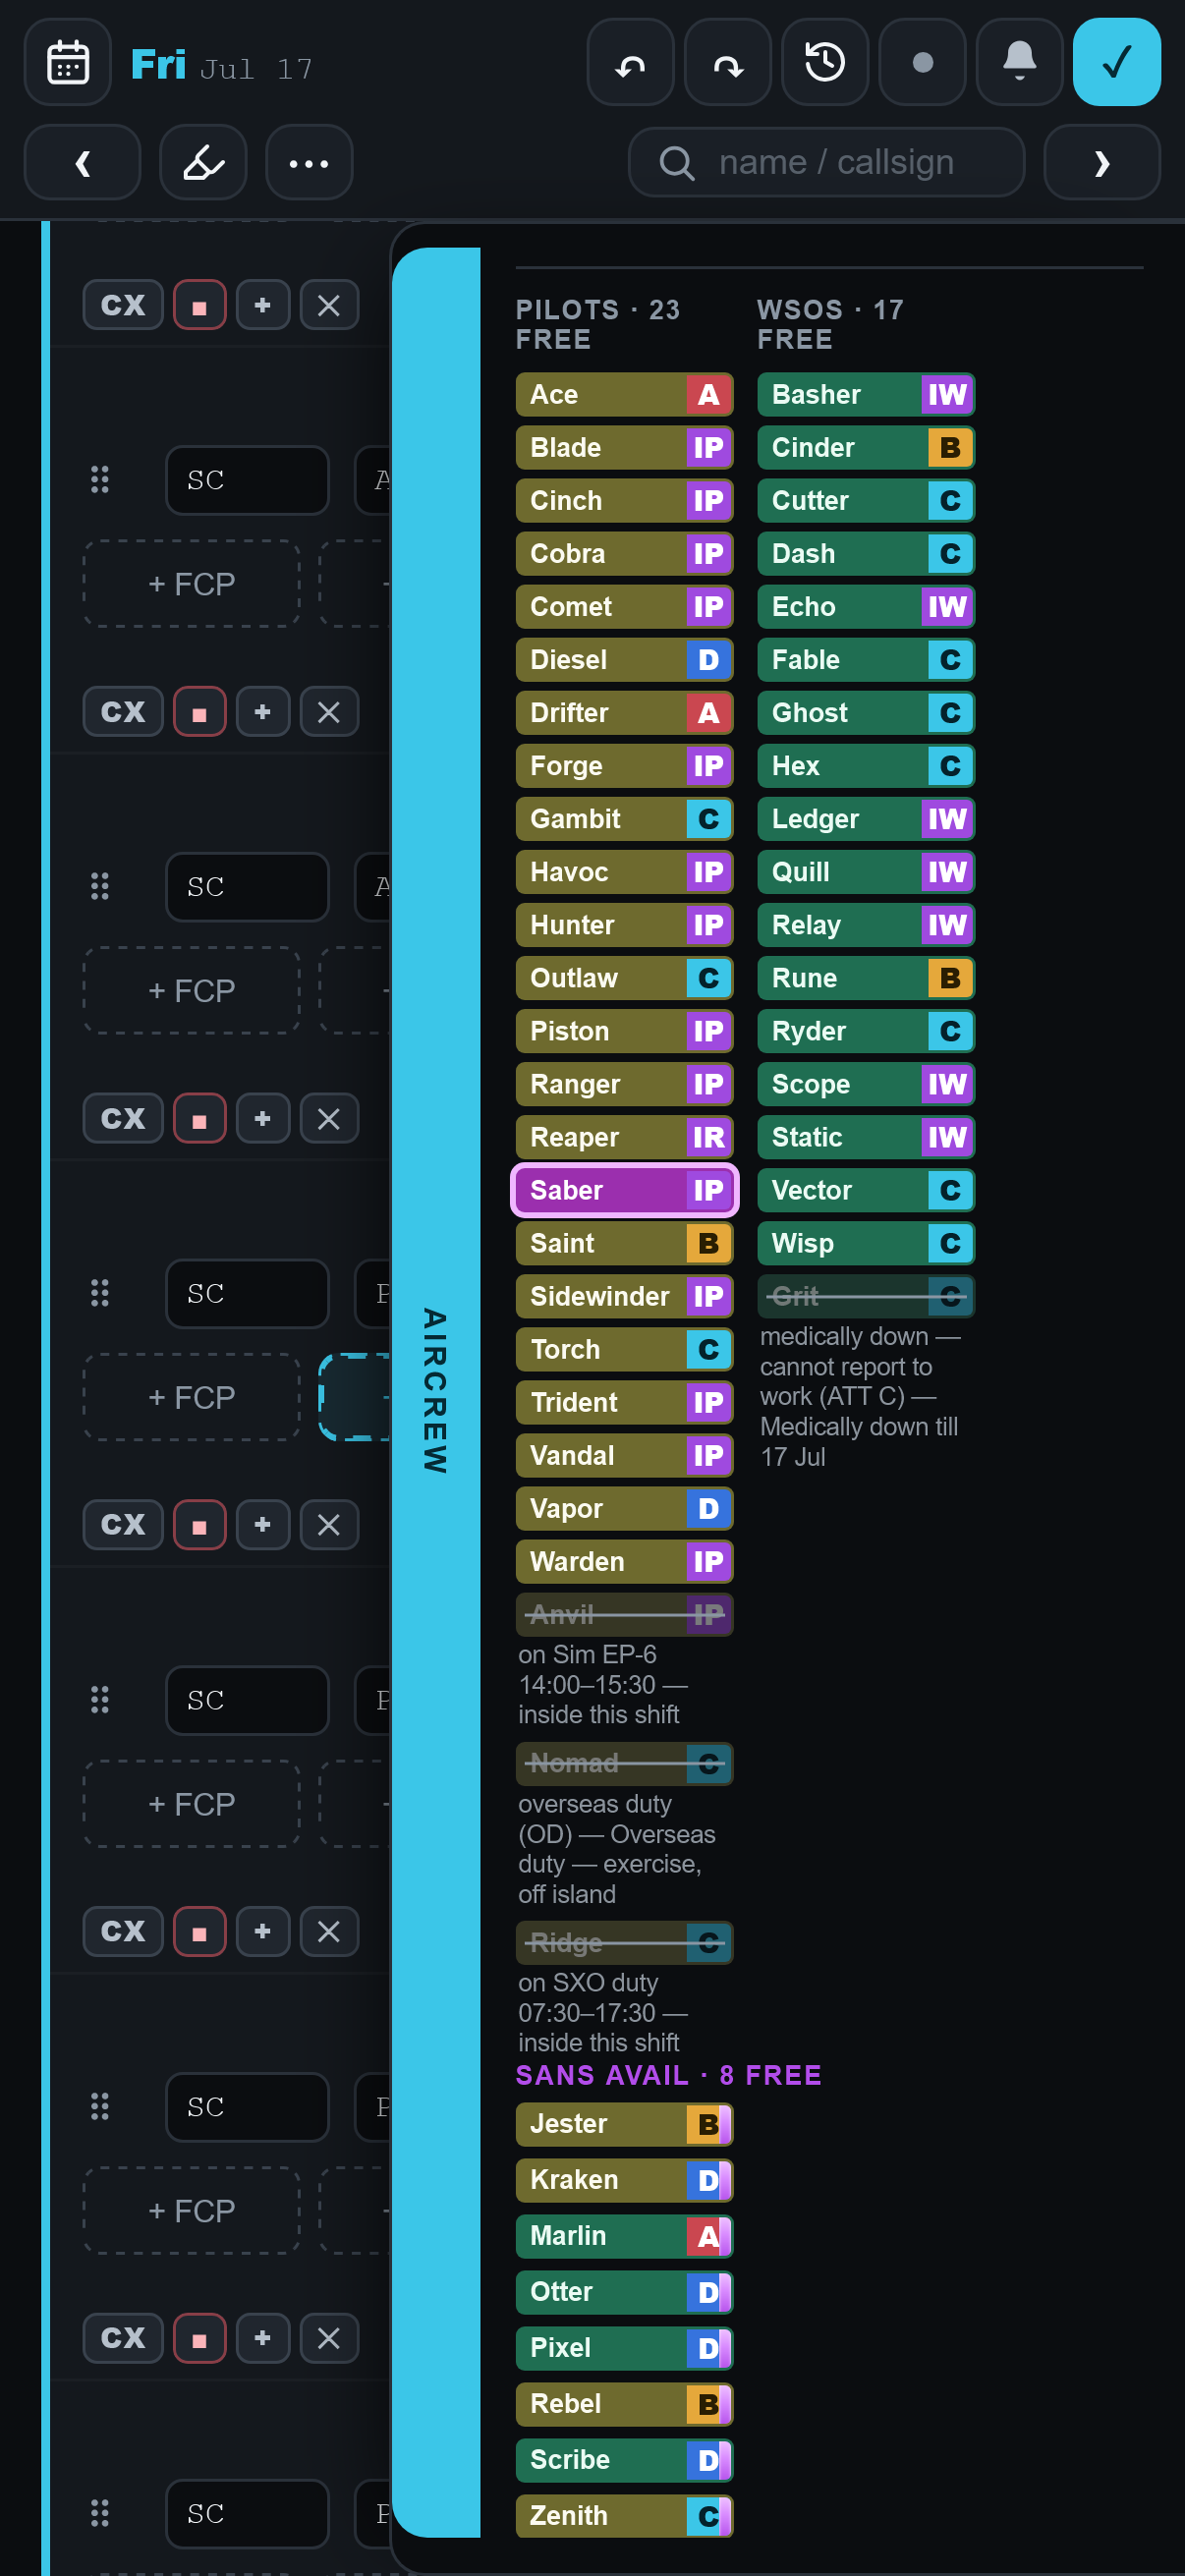 Fri Jul 17
name / callsign
CX
SC
+ FCP
CX
SC
+ FCP
CX
SC
+ FCP
CX
SC
+ FCP
CX
SC
+ FCP
CX
SC
AIRCREW
PILOTS · 23 FREE
Ace A
Blade IP
Cinch IP
Cobra IP
Comet IP
Diesel D
Drifter A
Forge IP
Gambit C
Havoc IP
Hunter IP
Outlaw C
Piston IP
Ranger IP
Reaper IR
Saber IP
Saint B
Sidewinder IP
Torch C
Trident IP
Vandal IP
Vapor D
Warden IP
Anvil IP
on Sim EP-6
14:00–15:30 —
inside this shift
Nomad C
overseas duty
(OD) — Overseas
duty — exercise,
off island
Ridge C
on SXO duty
07:30–17:30 —
inside this shift
WSOS · 17 FREE
Basher IW
Cinder B
Cutter C
Dash C
Echo IW
Fable C
Ghost C
Hex C
Ledger IW
Quill IW
Relay IW
Rune B
Ryder C
Scope IW
Static IW
Vector C
Wisp C
Grit C
medically down —
cannot report to
work (ATT C) —
Medically down till
17 Jul
SANS AVAIL · 8 FREE
Jester B
Kraken D
Marlin A
Otter D
Pixel D
Rebel B
Scribe D
Zenith C